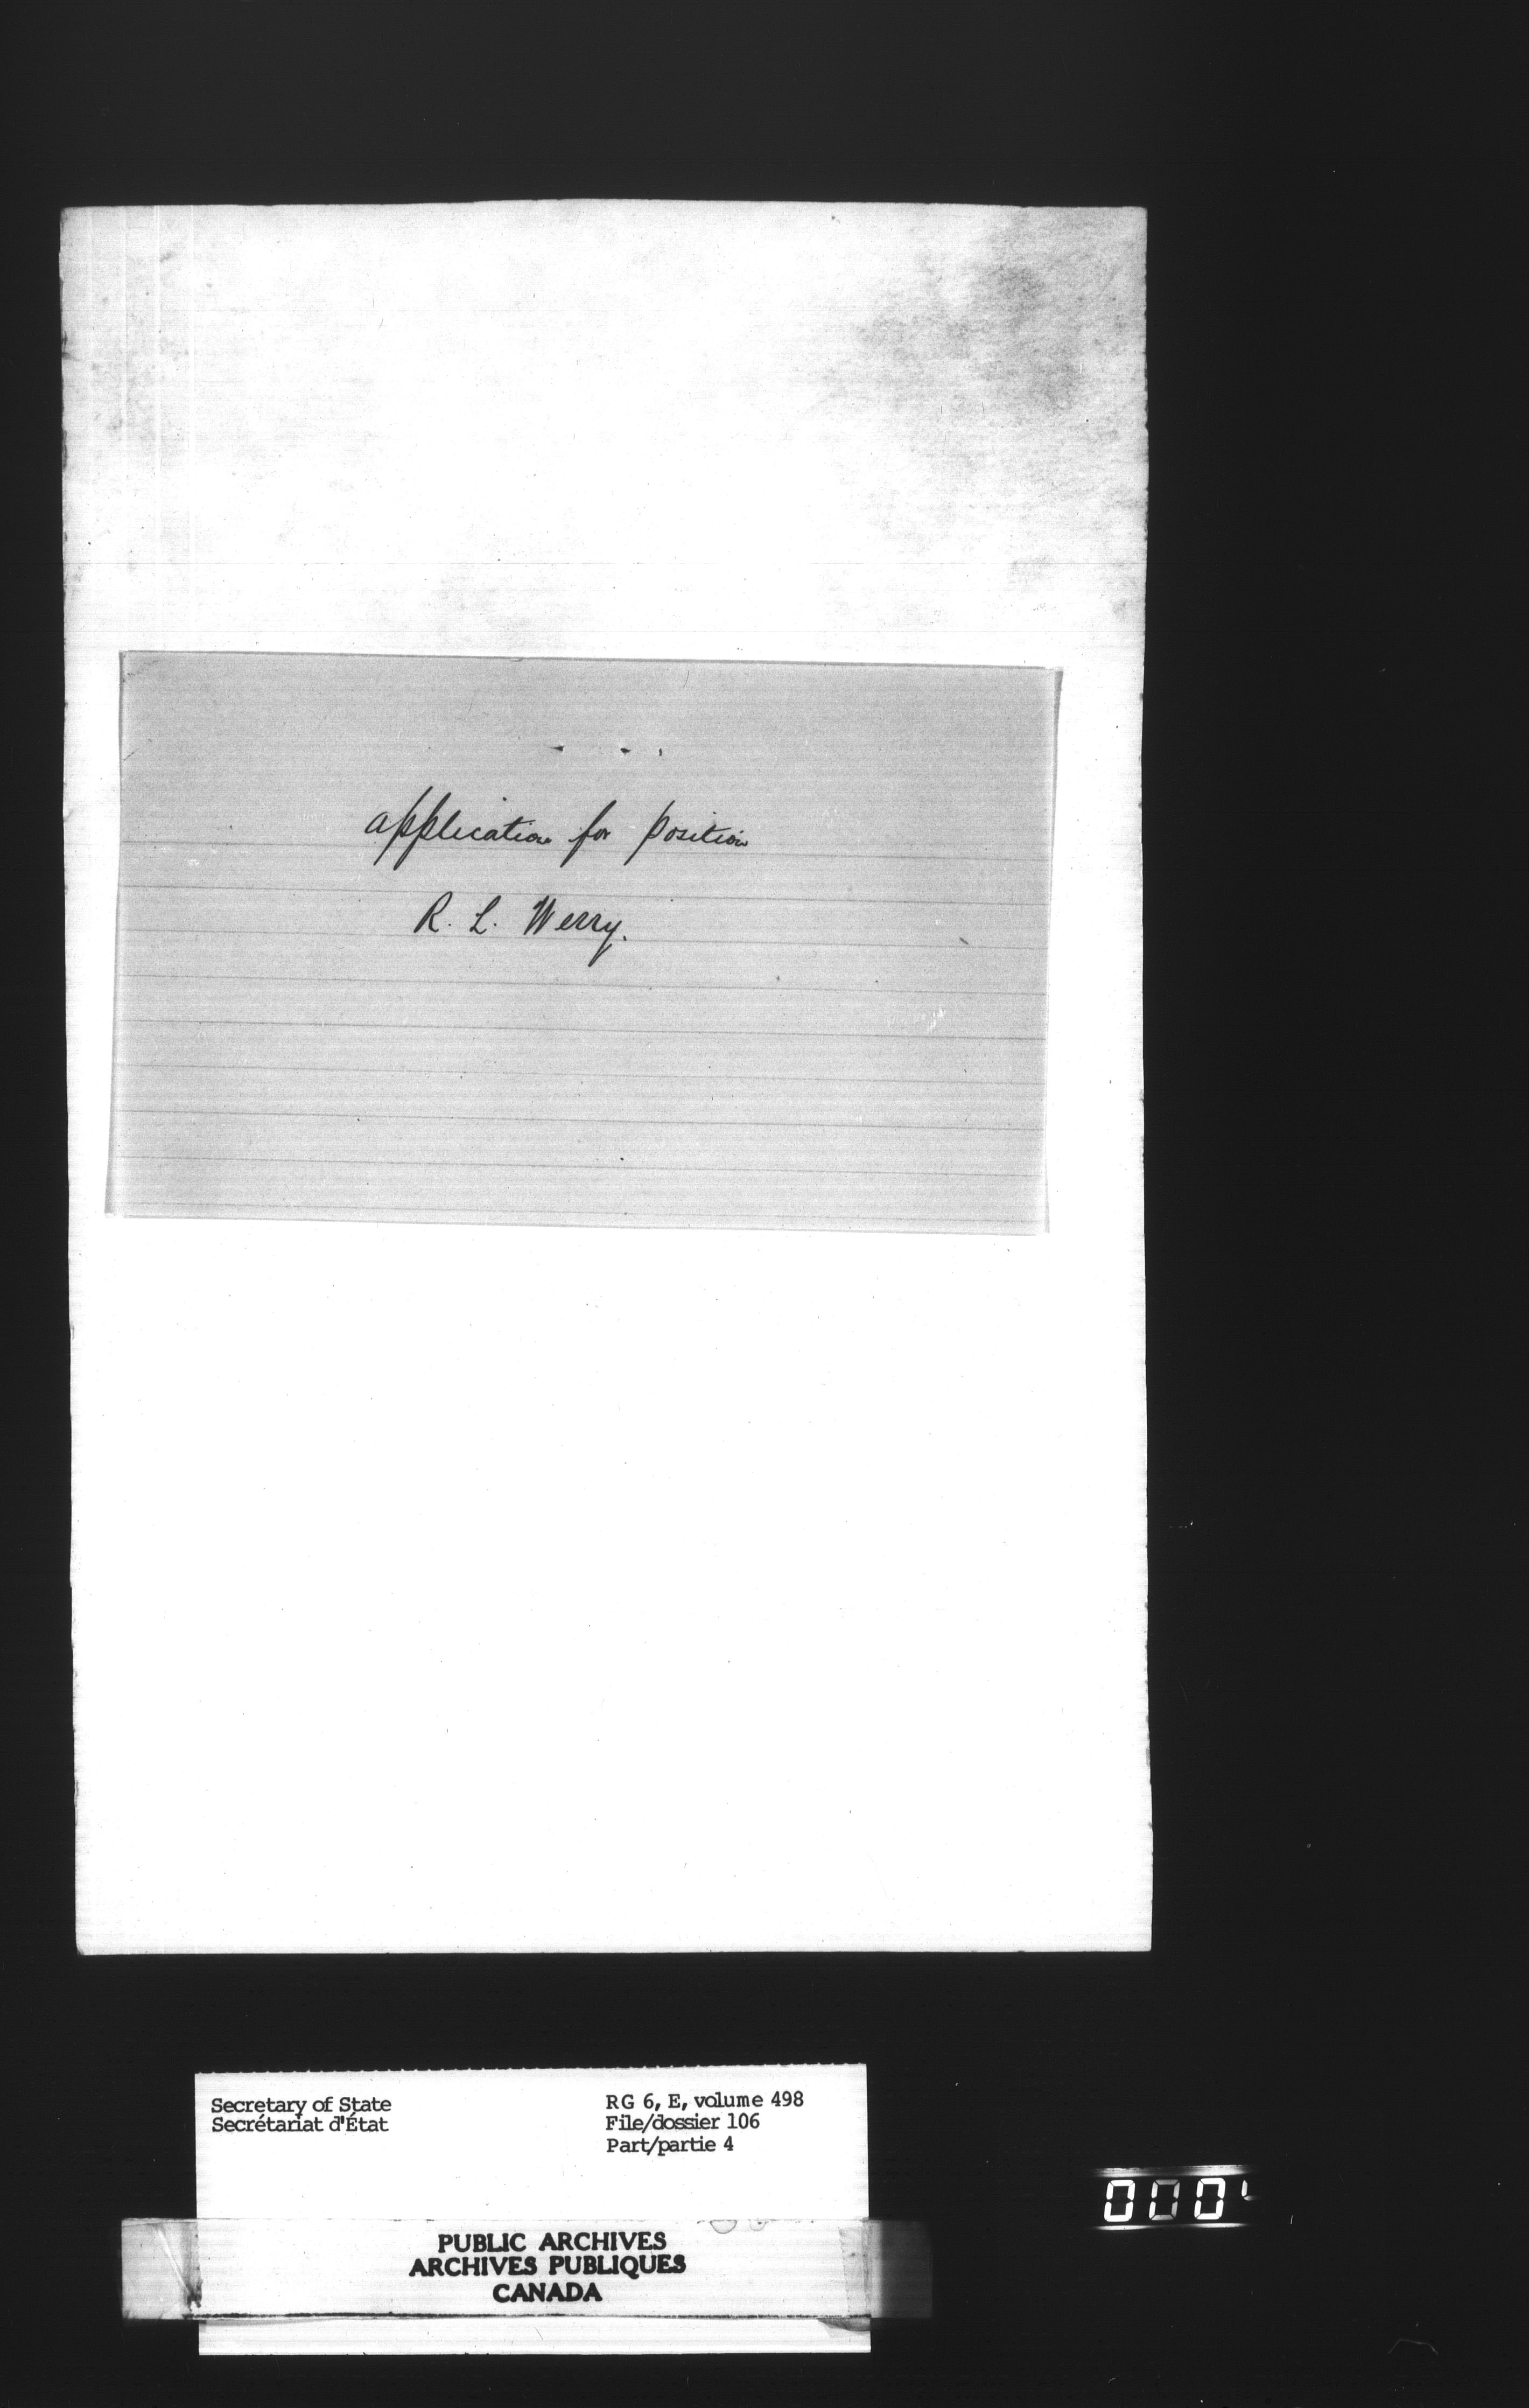 application for position
R. L. Werry.
Secretary of State
Secrétariat d'État
RG 6, E, volume 498
File/dossier 106
Part/partie 4
PUBLIC ARCHIVES
ARCHIVES PUBLIQUES
CANADA
000